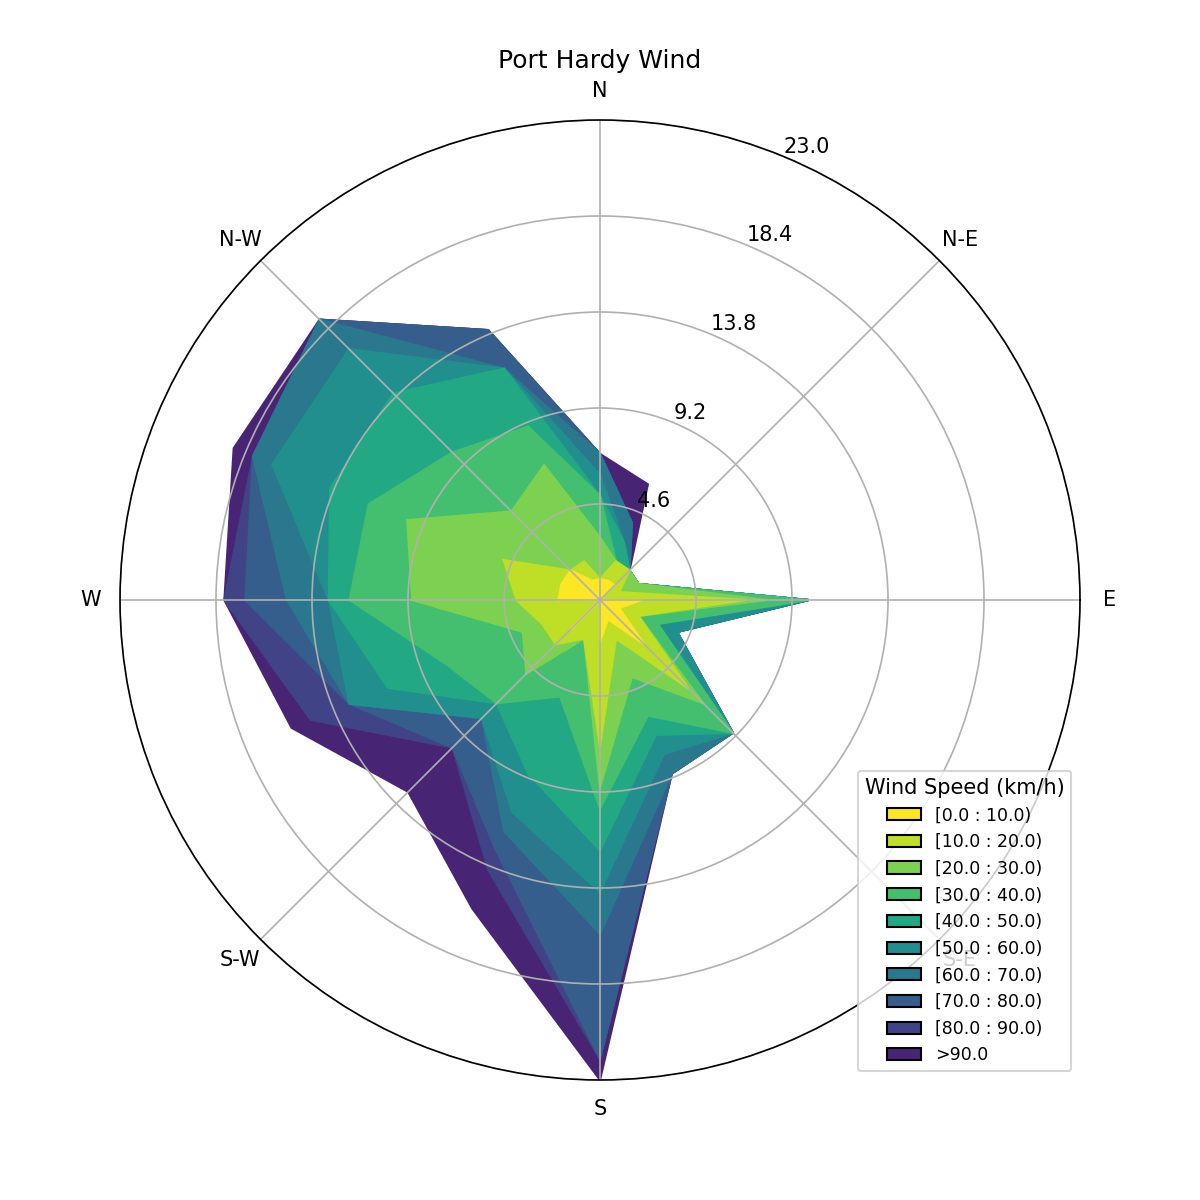 Port Hardy Wind
N
23.0
N-W
18.4
N-E
13.8
9.2
4.6
W
E
Wind Speed (km/h)
[0.0 : 10.0)
[10.0 : 20.0)
[20.0 : 30.0)
[30.0 : 40.0)
[40.0 : 50.0)
[50.0 : 60.0)
S-W
S-E
[60.0 : 70.0)
[70.0 : 80.0)
[80.0 : 90.0)
>90.0
S